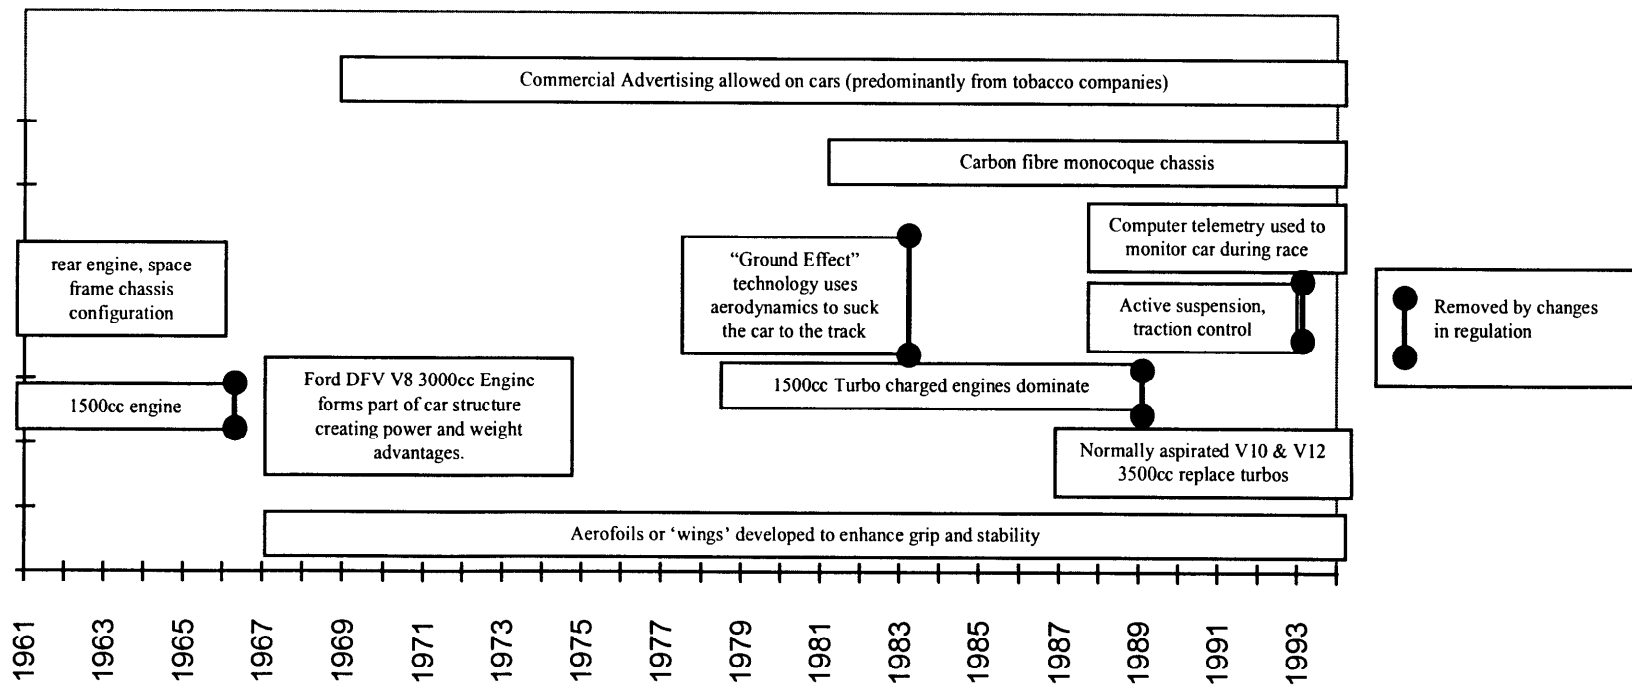 Commercial Advertising allowed on cars (predominantly from tobacco companies)
Carbon fibre monocoque chassis
Computer telemetry used to
monitor car during race
rear engine, space
frame chassis
configuration
“Ground Effect”
technology uses
aerodynamics to suck
the car to the track
Active suspension,
traction control
Removed by changes
in regulation
1500cc engine
Ford DFV V8 3000cc Engine
forms part of car structure
creating power and weight
advantages.
1500cc Turbo charged engines dominate
Normally aspirated V10 & V12
3500cc replace turbos
Aerofoils or ‘wings’ developed to enhance grip and stability
1961
1963
1965
1967
1969
1971
1973
1975
1977
1979
1981
1983
1985
1987
1989
1991
1993